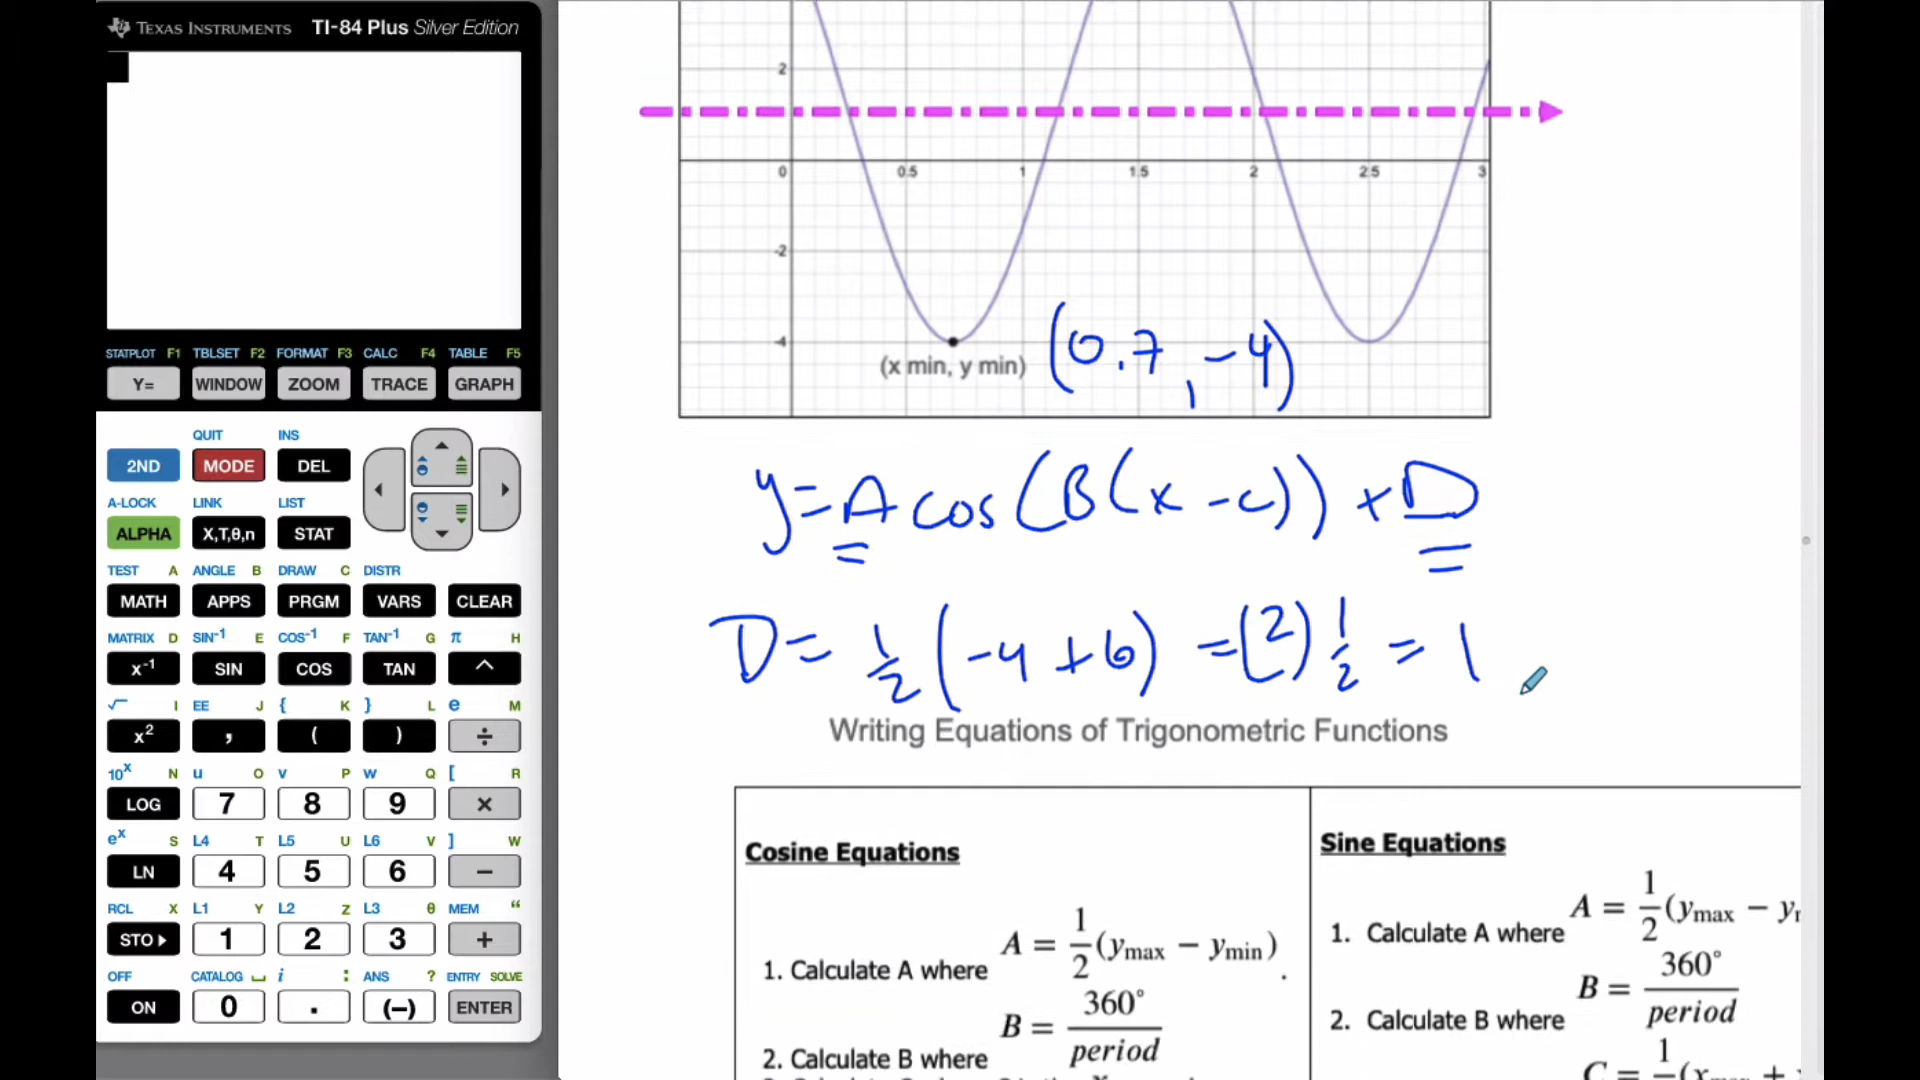 TEXAS INSTRUMENTS TI-84 Plus Silver Edition
STATPLOT F1 TBLSET F2 FORMAT F3 CALC F4 TABLE F5
Y= WINDOW ZOOM TRACE GRAPH
QUIT INS
2ND MODE DEL
A-LOCK LINK LIST
ALPHA X,T,θ,n STAT
TEST A ANGLE B DRAW C DISTR
MATH APPS PRGM VARS CLEAR
MATRIX D SIN⁻¹ E COS⁻¹ F TAN⁻¹ G π H
x⁻¹ SIN COS TAN ^
√ I EE J { K } L e M
x² , ( ) ÷
10ˣ N u O v P w Q [ R
LOG 7 8 9 ×
eˣ S L4 T L5 U L6 V ] W
LN 4 5 6 −
RCL X L1 Y L2 Z L3 θ MEM "
STO▶ 1 2 3 +
OFF CATALOG ⎵ i : ANS ? ENTRY SOLVE
ON 0 . (−) ENTER
2
0 0.5 1 1.5 2 2.5 3
-2
-4
(x min, y min) (0.7, -4)
y = A cos(B(x - c)) + D
D = 1/2 (-4 + 6) = (2) 1/2 = 1
Writing Equations of Trigonometric Functions
Cosine Equations
1. Calculate A where A = 1/2 (y_max − y_min).
2. Calculate B where B = 360° / period
Sine Equations
1. Calculate A where A = 1/2 (y_max − y
2. Calculate B where B = 360° / period
C = 1 (x_max +